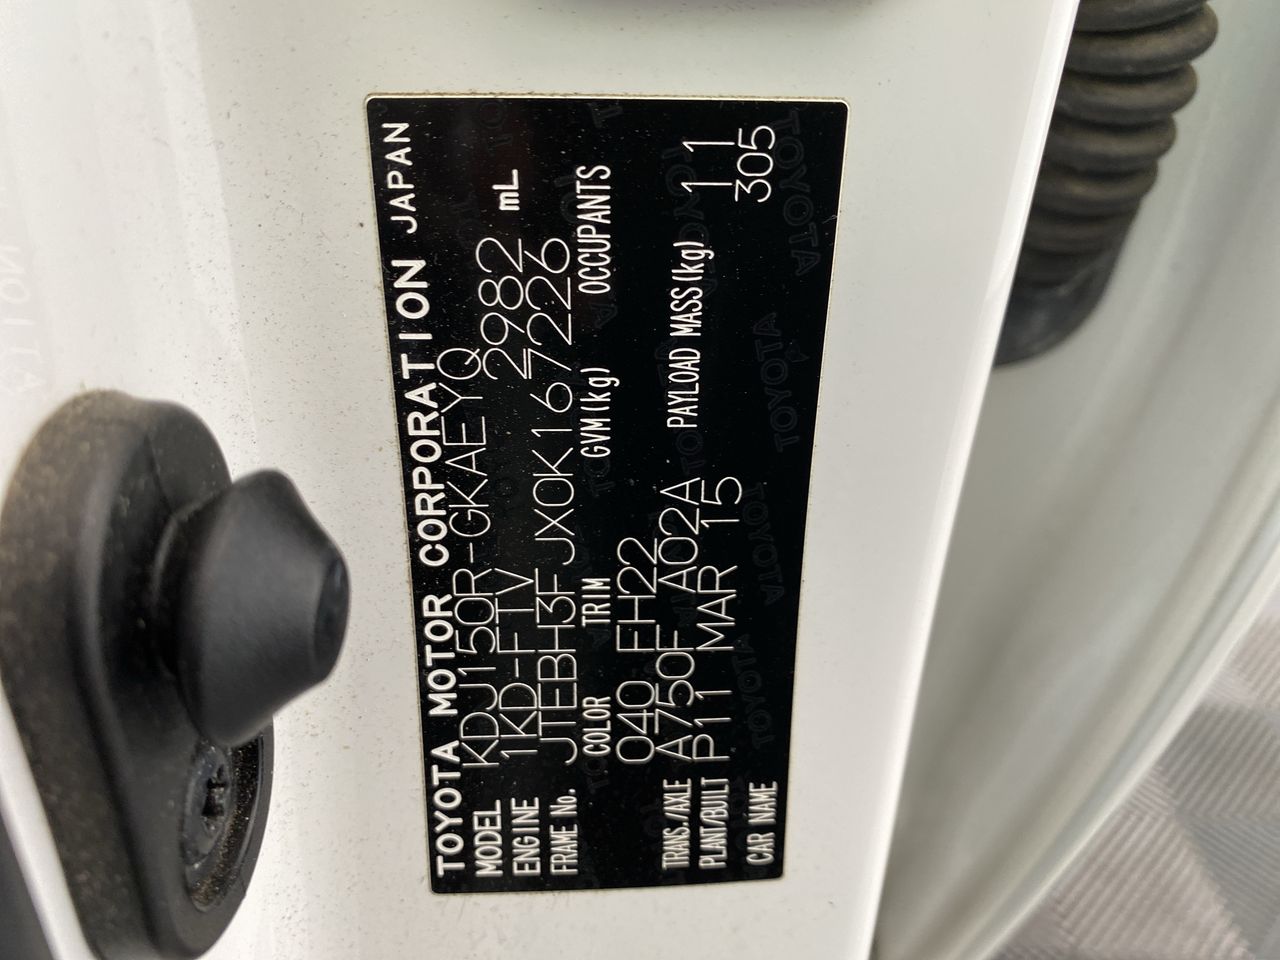 TOYOTA MOTOR CORPORATION JAPAN
MODEL KDJ150R-GKAEYQ
ENGINE 1KD-FTV 2982 mL
FRAME No. JTEBH3FJX0K167226
COLOR TRIM GVM(kg) OCCUPANTS
040 FH22
TRANS./AXLE A750F A02A PAYLOAD MASS(kg) 11
PLANT/BUILT P11 MAR 15 305
CAR NAME